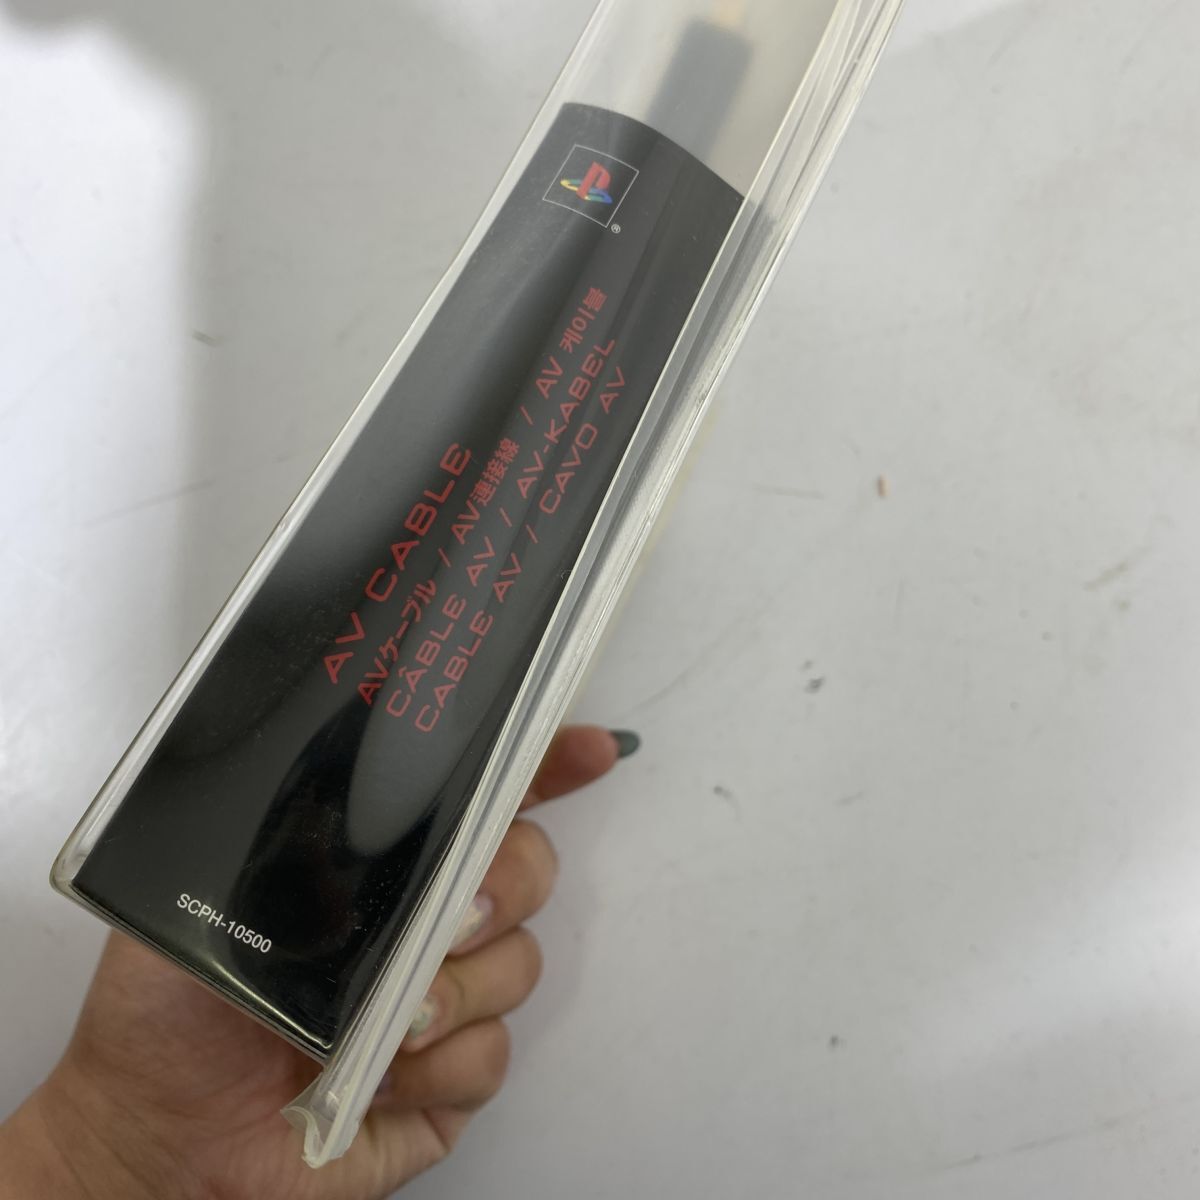 ®
AV CABLE
AVケーブル / AV連接線 / AV 케이블
CÂBLE AV / AV-KABEL
CABLE AV / CAVO AV
SCPH-10500